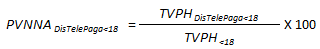 PVNNA DisTelePaga<18 = TVPH DisTelePaga<18 / TVPH <18 X 100